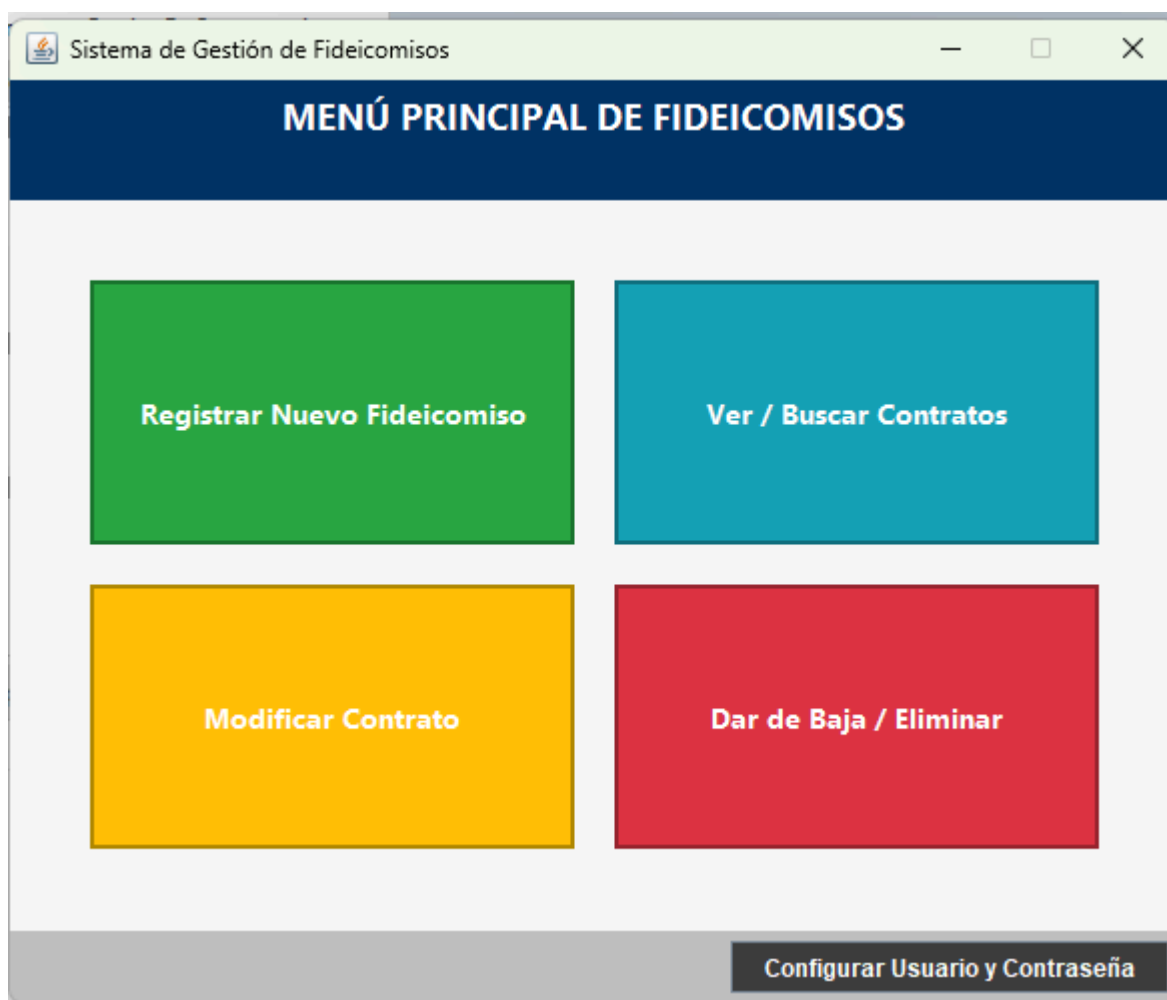 Sistema de Gestión de Fideicomisos
MENÚ PRINCIPAL DE FIDEICOMISOS
Registrar Nuevo Fideicomiso
Ver / Buscar Contratos
Modificar Contrato
Dar de Baja / Eliminar
Configurar Usuario y Contraseña